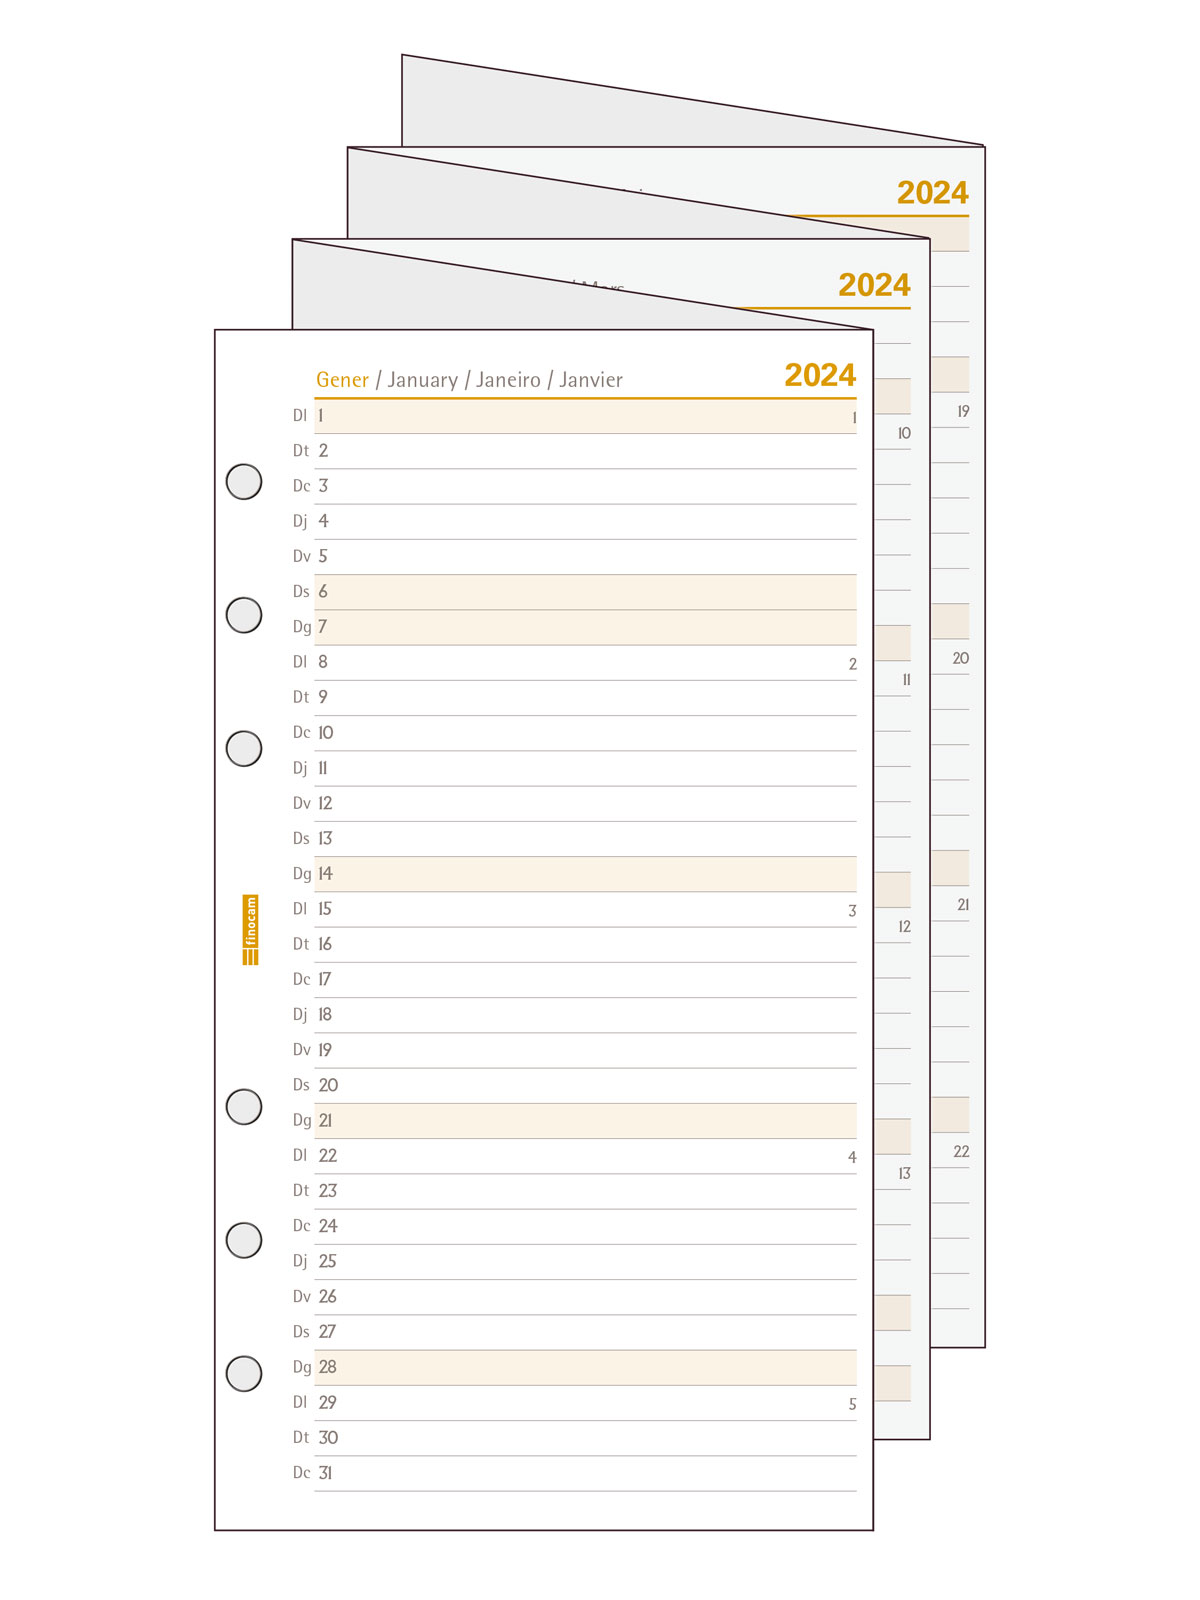 2024
2024
Gener / January / Janeiro / Janvier 2024
Dl 1 1
Dt 2
Dc 3
Dj 4
Dv 5
Ds 6
Dg 7
Dl 8 2
Dt 9
Dc 10
Dj 11
Dv 12
Ds 13
Dg 14
Dl 15 3
Dt 16
Dc 17
Dj 18
Dv 19
Ds 20
Dg 21
Dl 22 4
Dt 23
Dc 24
Dj 25
Dv 26
Ds 27
Dg 28
Dl 29 5
Dt 30
Dc 31
finocam
10
11
12
13
19
20
21
22